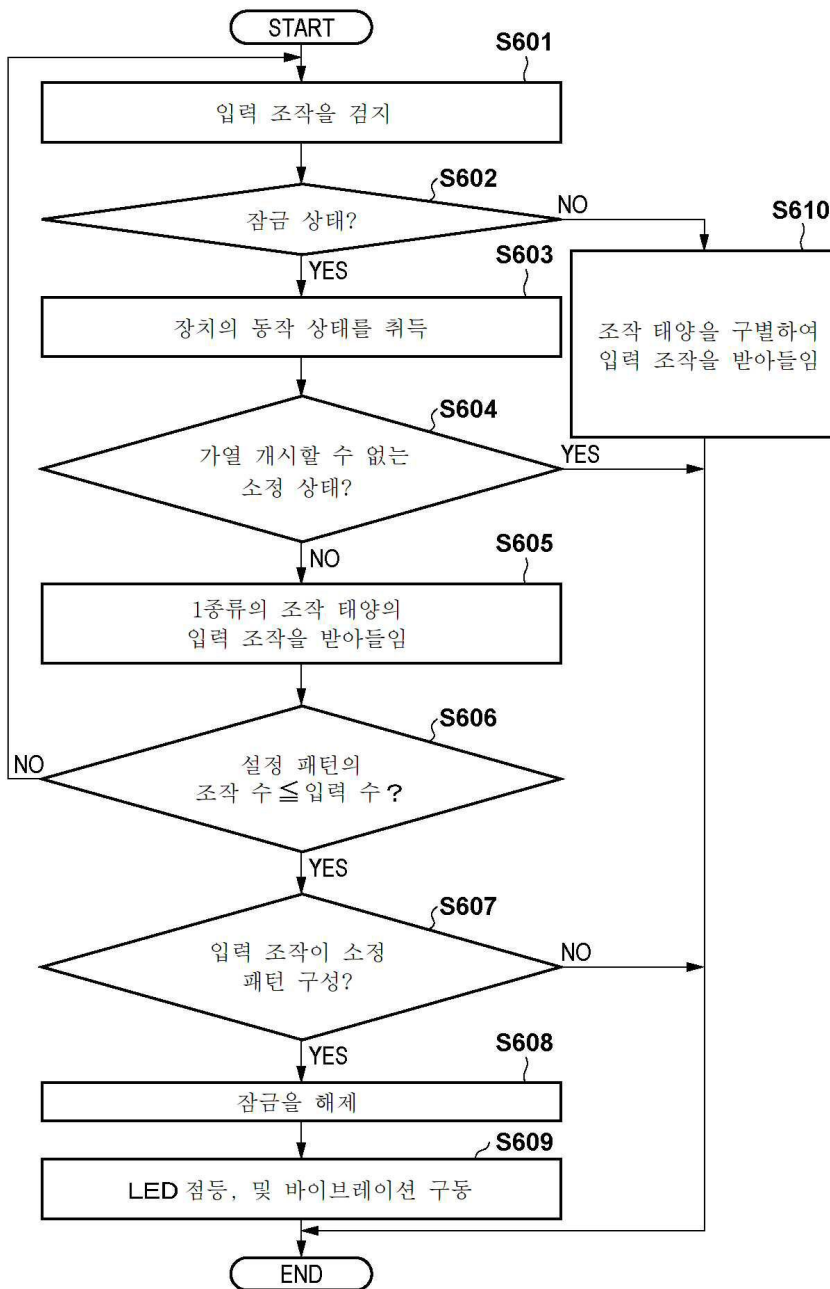 START
S601
입력 조작을 검지
S602
잠금 상태?
NO
YES
S610
조작 태양을 구별하여
입력 조작을 받아들임
S603
장치의 동작 상태를 취득
S604
가열 개시할 수 없는
소정 상태?
YES
NO
S605
1종류의 조작 태양의
입력 조작을 받아들임
S606
설정 패턴의
조작 수≦입력 수?
NO
YES
S607
입력 조작이 소정
패턴 구성?
NO
YES
S608
잠금을 해제
S609
LED 점등, 및 바이브레이션 구동
END